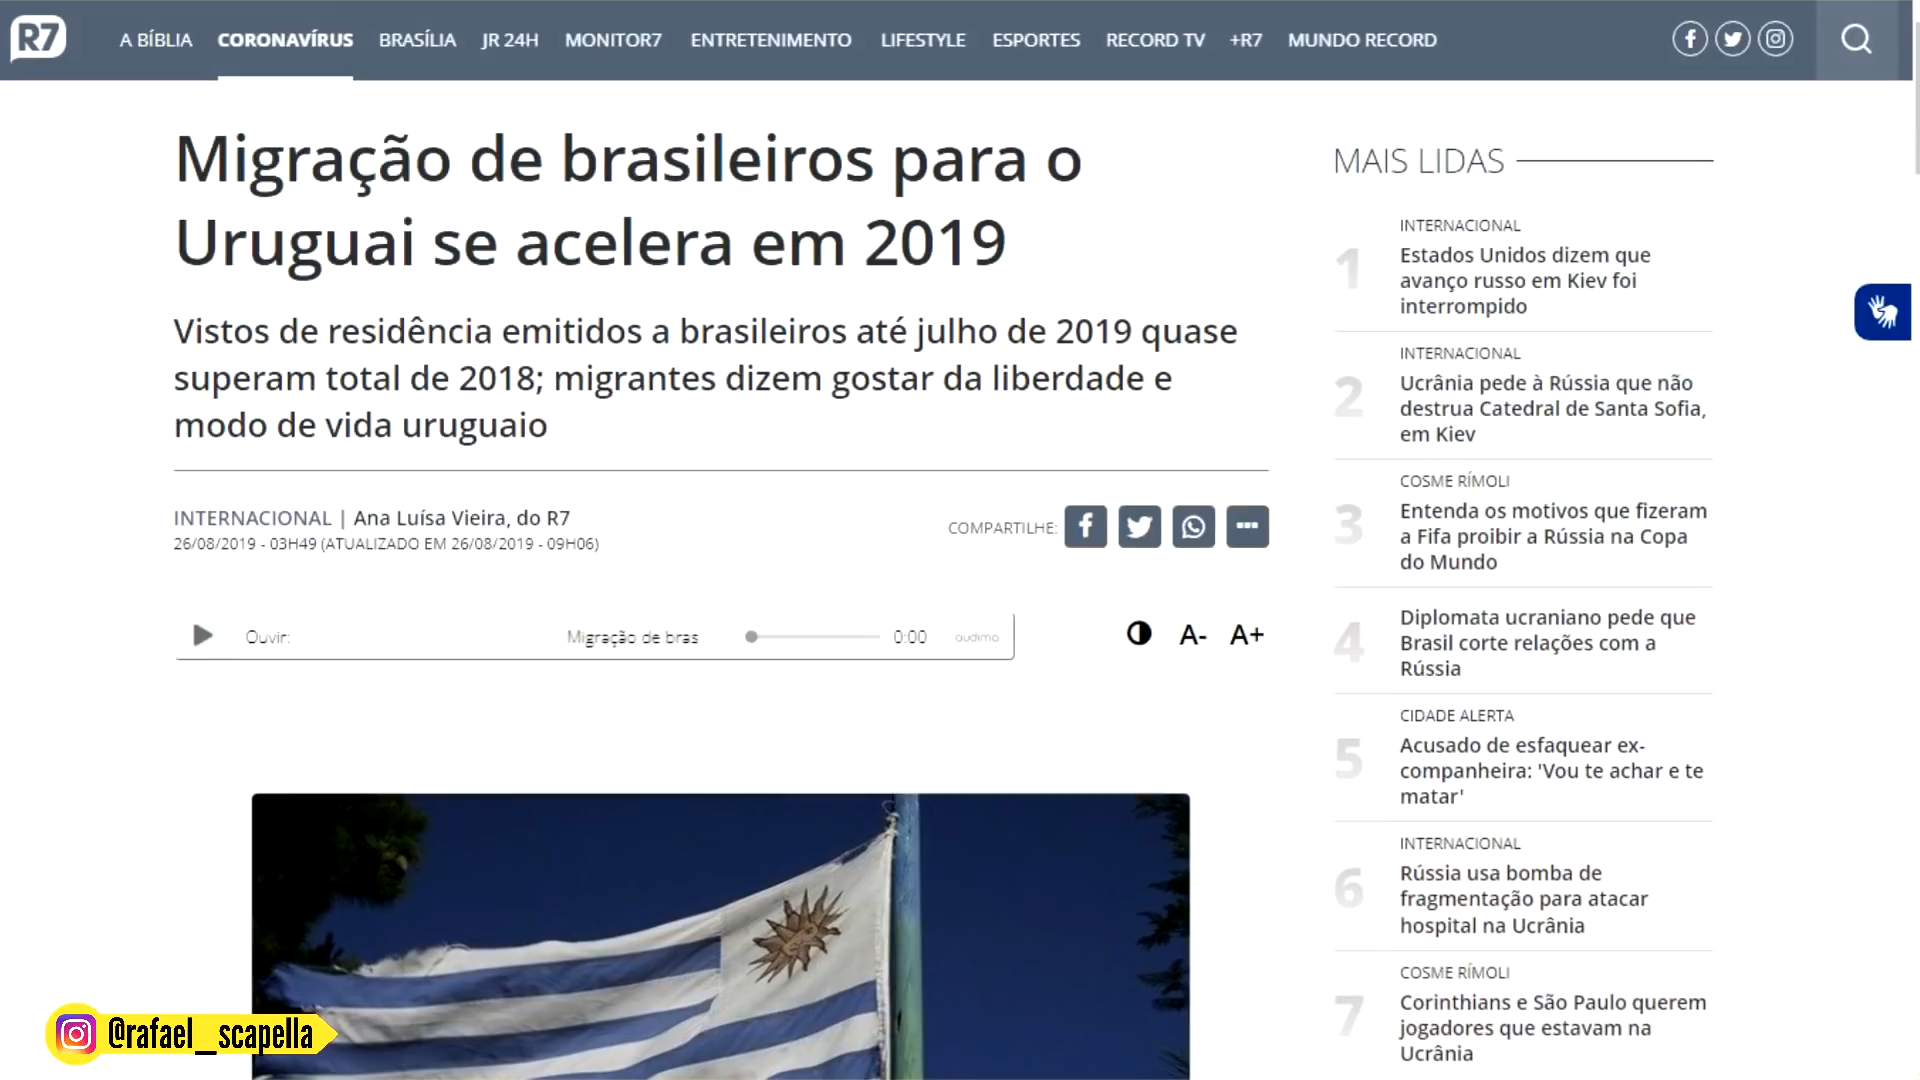 R7
A BÍBLIA
CORONAVÍRUS
BRASÍLIA
JR 24H
MONITOR7
ENTRETENIMENTO
LIFESTYLE
ESPORTES
RECORD TV
+R7
MUNDO RECORD
Migração de brasileiros para o
Uruguai se acelera em 2019
Vistos de residência emitidos a brasileiros até julho de 2019 quase
superam total de 2018; migrantes dizem gostar da liberdade e
modo de vida uruguaio
INTERNACIONAL | Ana Luísa Vieira, do R7
26/08/2019 - 03H49 (ATUALIZADO EM 26/08/2019 - 09H06)
COMPARTILHE:
Ouvir:
Migração de bras
0:00
audima
A-
A+
MAIS LIDAS
INTERNACIONAL
1
Estados Unidos dizem que
avanço russo em Kiev foi
interrompido
INTERNACIONAL
2
Ucrânia pede à Rússia que não
destrua Catedral de Santa Sofia,
em Kiev
COSME RÍMOLI
3
Entenda os motivos que fizeram
a Fifa proibir a Rússia na Copa
do Mundo
4
Diplomata ucraniano pede que
Brasil corte relações com a
Rússia
CIDADE ALERTA
5
Acusado de esfaquear ex-
companheira: 'Vou te achar e te
matar'
INTERNACIONAL
6
Rússia usa bomba de
fragmentação para atacar
hospital na Ucrânia
COSME RÍMOLI
7
Corinthians e São Paulo querem
jogadores que estavam na
Ucrânia
@rafael_scapella